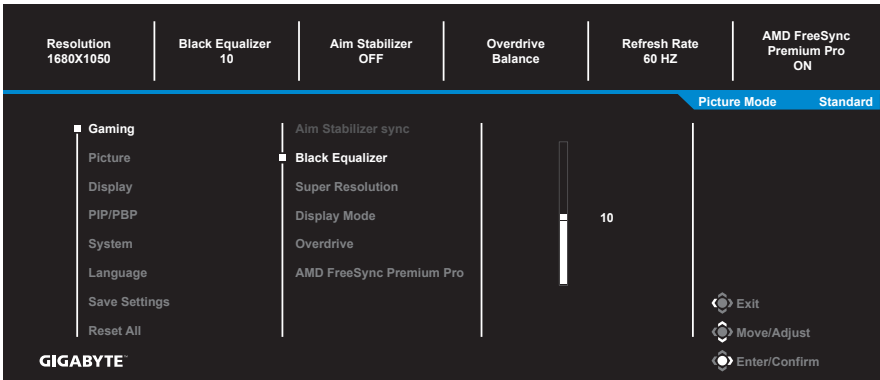 Resolution
1680X1050
Black Equalizer
10
Aim Stabilizer
OFF
Overdrive
Balance
Refresh Rate
60 HZ
AMD FreeSync
Premium Pro
ON
Picture Mode Standard
Gaming
Picture
Display
PIP/PBP
System
Language
Save Settings
Reset All
Aim Stabilizer sync
Black Equalizer
Super Resolution
Display Mode
Overdrive
AMD FreeSync Premium Pro
10
Exit
Move/Adjust
Enter/Confirm
GIGABYTE™